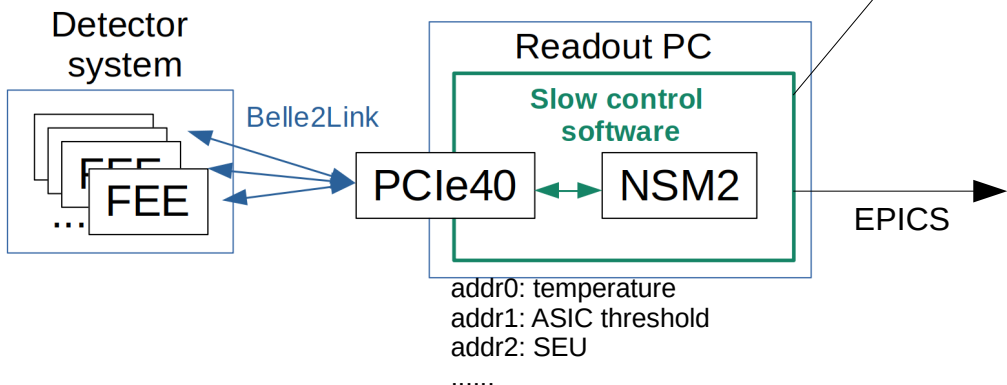 Detector
system
Readout PC
Slow control
software
Belle2Link
FEE
FEE
...
PCIe40
NSM2
EPICS
addr0: temperature
addr1: ASIC threshold
addr2: SEU
......